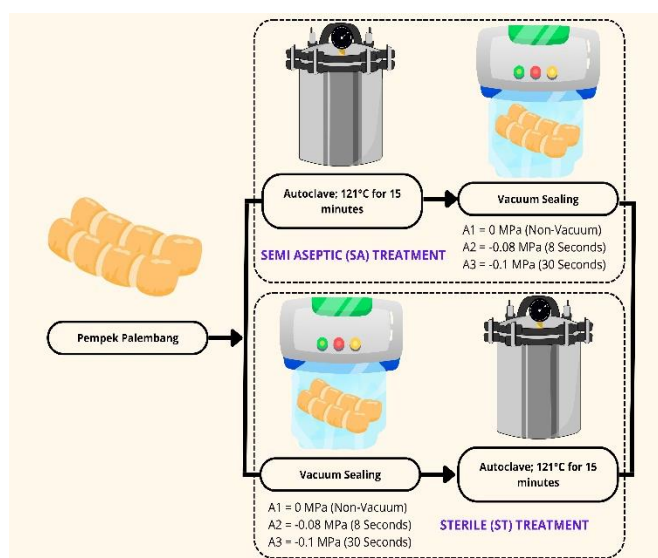 Autoclave; 121°C for 15
minutes
Vacuum Sealing
A1 = 0 MPa (Non-Vacuum)
A2 = -0.08 MPa (8 Seconds)
A3 = -0.1 MPa (30 Seconds)
SEMI ASEPTIC (SA) TREATMENT
Pempek Palembang
Vacuum Sealing
A1 = 0 MPa (Non-Vacuum)
A2 = -0.08 MPa (8 Seconds)
A3 = -0.1 MPa (30 Seconds)
Autoclave; 121°C for 15
minutes
STERILE (ST) TREATMENT